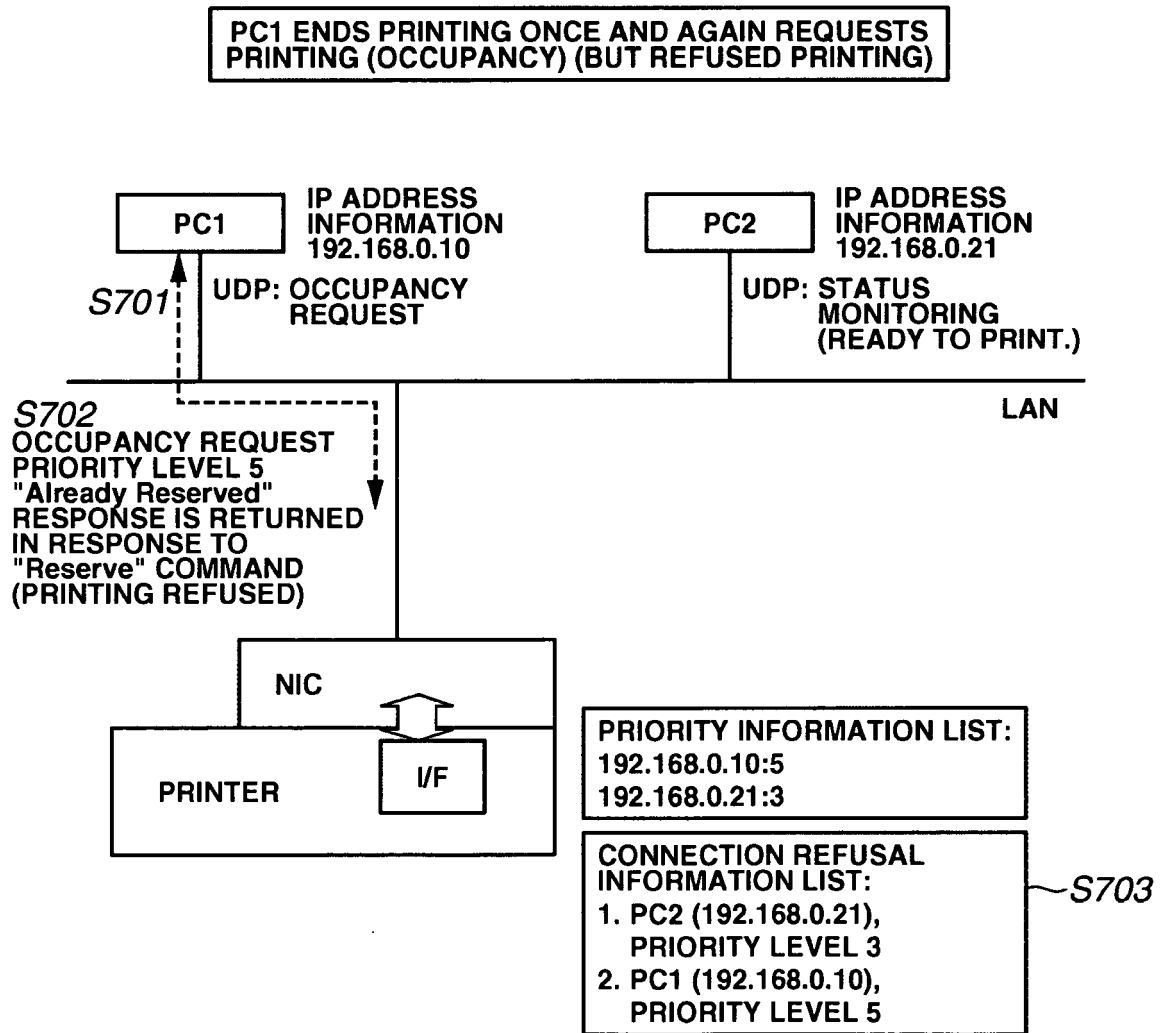 PC1 ENDS PRINTING ONCE AND AGAIN REQUESTS
PRINTING (OCCUPANCY) (BUT REFUSED PRINTING)
PC1
IP ADDRESS
INFORMATION
192.168.0.10
PC2
IP ADDRESS
INFORMATION
192.168.0.21
S701
UDP: OCCUPANCY
REQUEST
UDP: STATUS
MONITORING
(READY TO PRINT.)
LAN
S702
OCCUPANCY REQUEST
PRIORITY LEVEL 5
"Already Reserved"
RESPONSE IS RETURNED
IN RESPONSE TO
"Reserve" COMMAND
(PRINTING REFUSED)
NIC
I/F
PRINTER
PRIORITY INFORMATION LIST:
192.168.0.10:5
192.168.0.21:3
CONNECTION REFUSAL
INFORMATION LIST:
1. PC2 (192.168.0.21),
PRIORITY LEVEL 3
2. PC1 (192.168.0.10),
PRIORITY LEVEL 5
S703